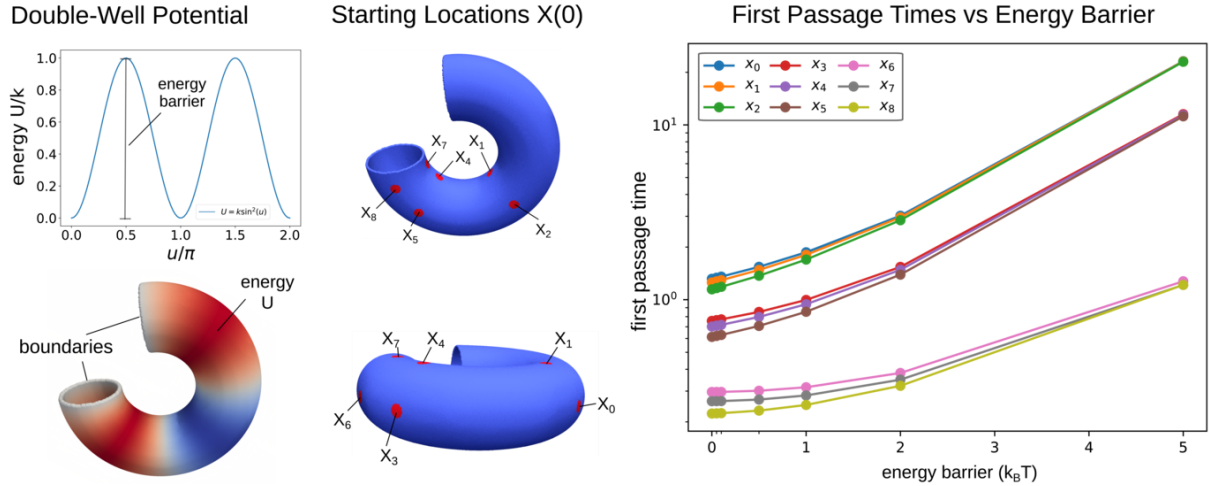 Double-Well Potential
energy U/k
1.0
0.8
0.6
0.4
0.2
0.0
energy
barrier
U = k sin²(u)
0.0 0.5 1.0 1.5 2.0
u/π
energy
U
boundaries
Starting Locations X(0)
X₇
X₄
X₁
X₈
X₅
X₂
X₇
X₄
X₁
X₆
X₃
X₀
First Passage Times vs Energy Barrier
first passage time
10¹
10⁰
x₀ x₃ x₆
x₁ x₄ x₇
x₂ x₅ x₈
0 1 2 3 4 5
energy barrier (k_BT)